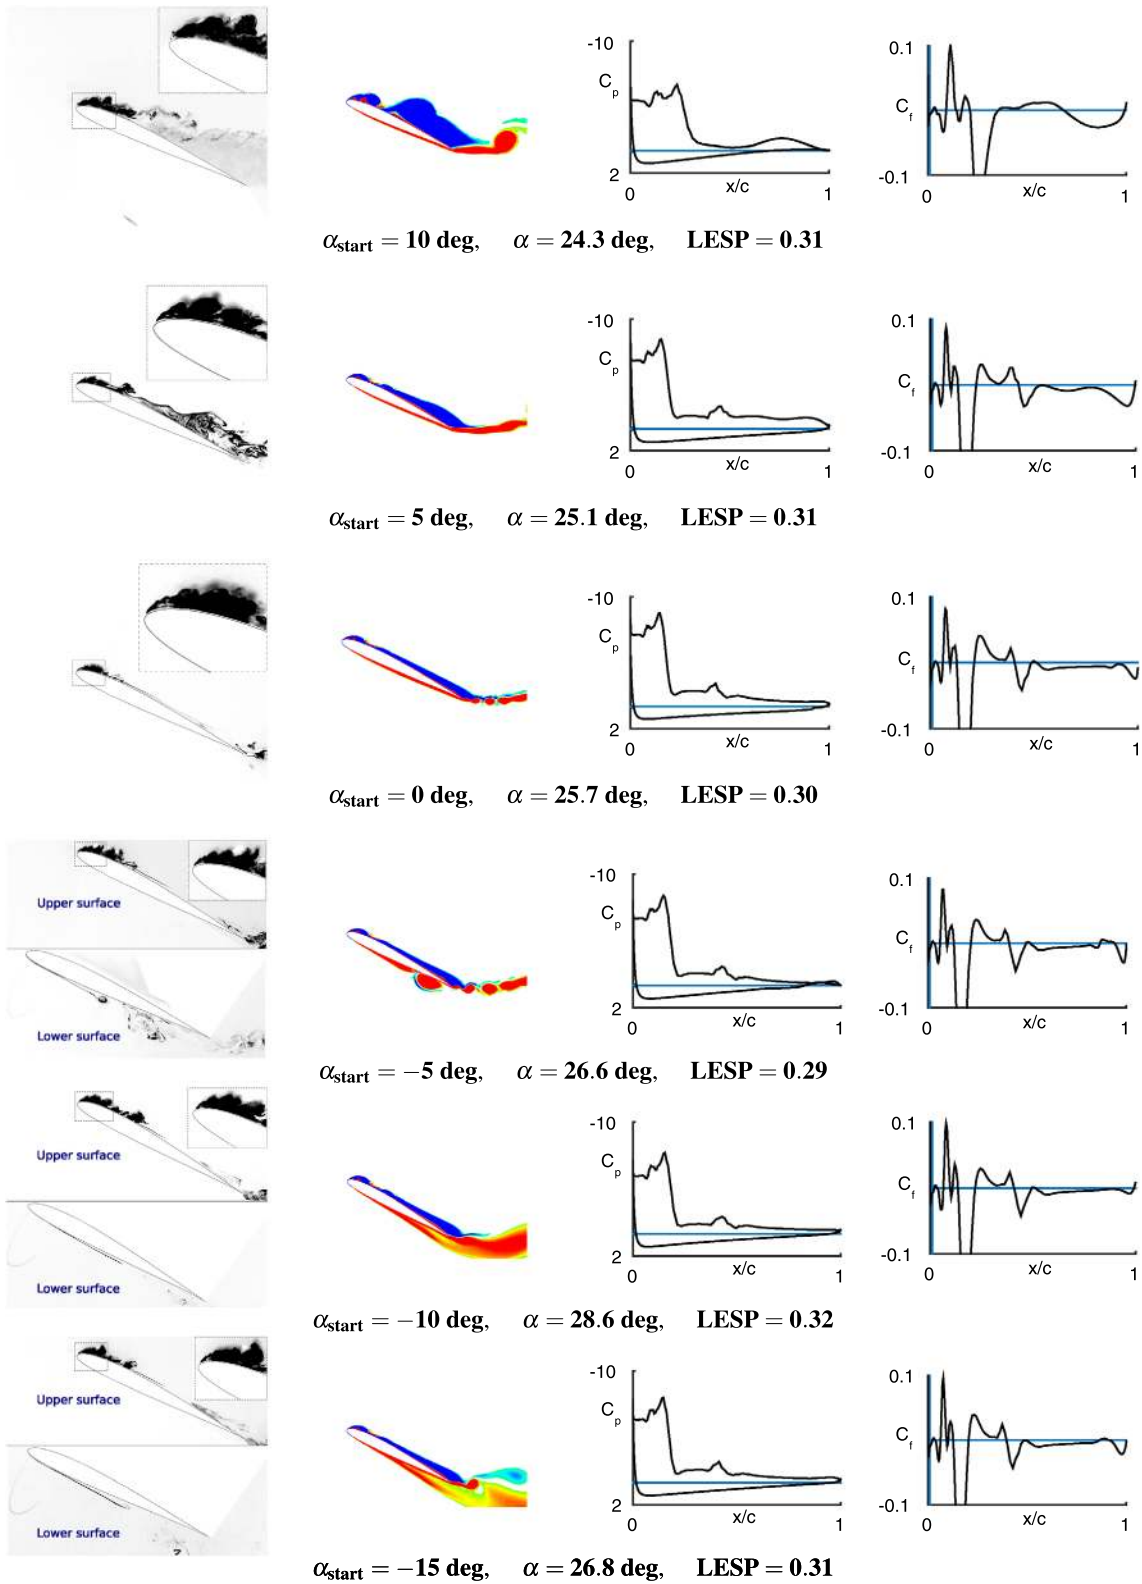 -10
C_p
2
0
x/c
1
0.1
C_f
-0.1
0
x/c
1
α_start = 10 deg, α = 24.3 deg, LESP = 0.31
-10
C_p
2
0
x/c
1
0.1
C_f
-0.1
0
x/c
1
α_start = 5 deg, α = 25.1 deg, LESP = 0.31
-10
C_p
2
0
x/c
1
0.1
C_f
-0.1
0
x/c
1
α_start = 0 deg, α = 25.7 deg, LESP = 0.30
Upper surface
Lower surface
-10
C_p
2
0
x/c
1
0.1
C_f
-0.1
0
x/c
1
α_start = −5 deg, α = 26.6 deg, LESP = 0.29
Upper surface
Lower surface
-10
C_p
2
0
x/c
1
0.1
C_f
-0.1
0
x/c
1
α_start = −10 deg, α = 28.6 deg, LESP = 0.32
Upper surface
Lower surface
-10
C_p
2
0
x/c
1
0.1
C_f
-0.1
0
x/c
1
α_start = −15 deg, α = 26.8 deg, LESP = 0.31